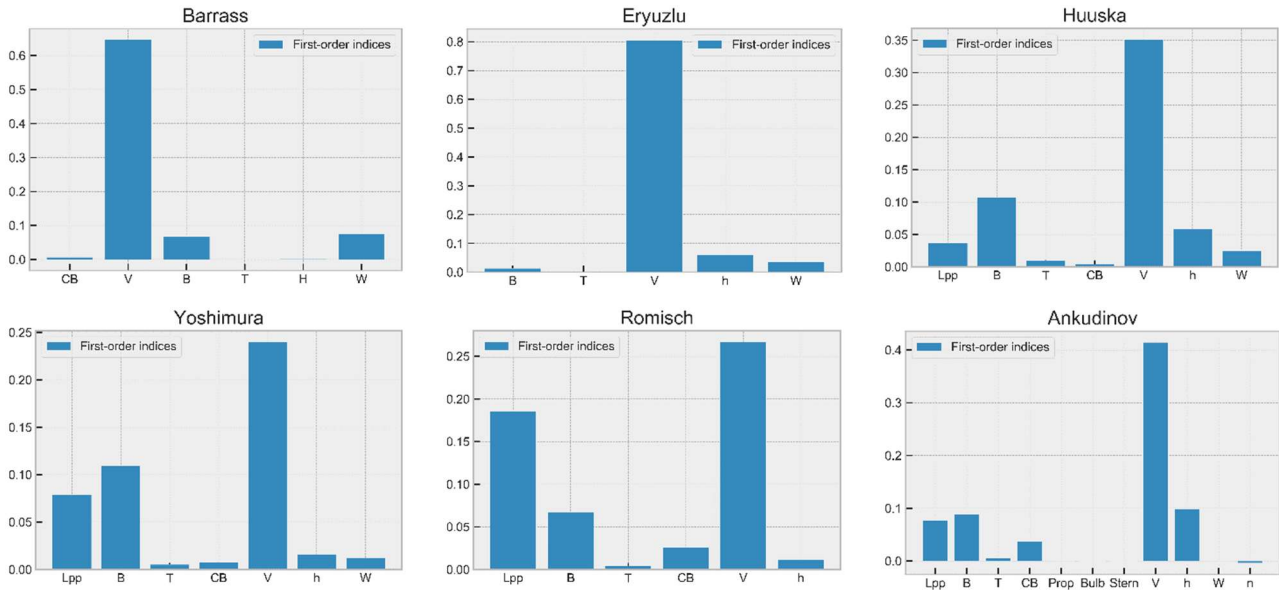 Barrass
First-order indices
0.6
0.5
0.4
0.3
0.2
0.1
0.0
CB V B T H W
Eryuzlu
First-order indices
0.8
0.7
0.6
0.5
0.4
0.3
0.2
0.1
0.0
B T V h W
Huuska
First-order indices
0.35
0.30
0.25
0.20
0.15
0.10
0.05
0.00
Lpp B T CB V h W
Yoshimura
First-order indices
0.25
0.20
0.15
0.10
0.05
0.00
Lpp B T CB V h W
Romisch
First-order indices
0.25
0.20
0.15
0.10
0.05
0.00
Lpp B T CB V h
Ankudinov
First-order indices
0.4
0.3
0.2
0.1
0.0
Lpp B T CB Prop Bulb Stern V h W n